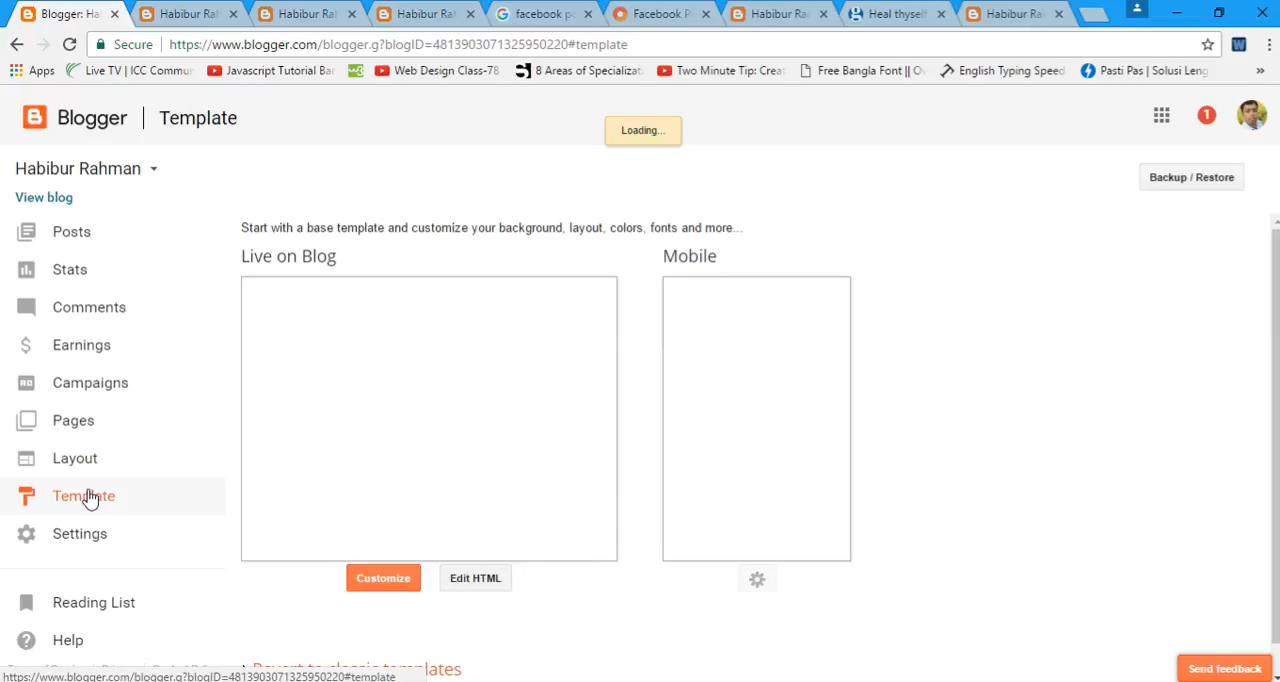 Blogger: Ha
Habibur Rah
Habibur Ra
Habibur Ra
facebook p
Facebook P
Habibur Ra
Heal thyself
Habibur Ra
Secure
https://www.blogger.com/blogger.g?blogID=4813903071325950220#template
Apps
Live TV | ICC Commun
Javascript Tutorial Ban
Web Design Class-78
8 Areas of Specializat
Two Minute Tip: Creat
Free Bangla Font || O
English Typing Speed
Pasti Pas | Solusi Leng
Blogger
Template
Loading...
1
Habibur Rahman
View blog
Backup / Restore
Posts
Stats
Comments
Earnings
Campaigns
Pages
Layout
Template
Settings
Reading List
Help
Start with a base template and customize your background, layout, colors, fonts and more...
Live on Blog
Mobile
Customize
Edit HTML
Revert to classic templates
Send feedback
https://www.blogger.com/blogger.g?blogID=4813903071325950220#template